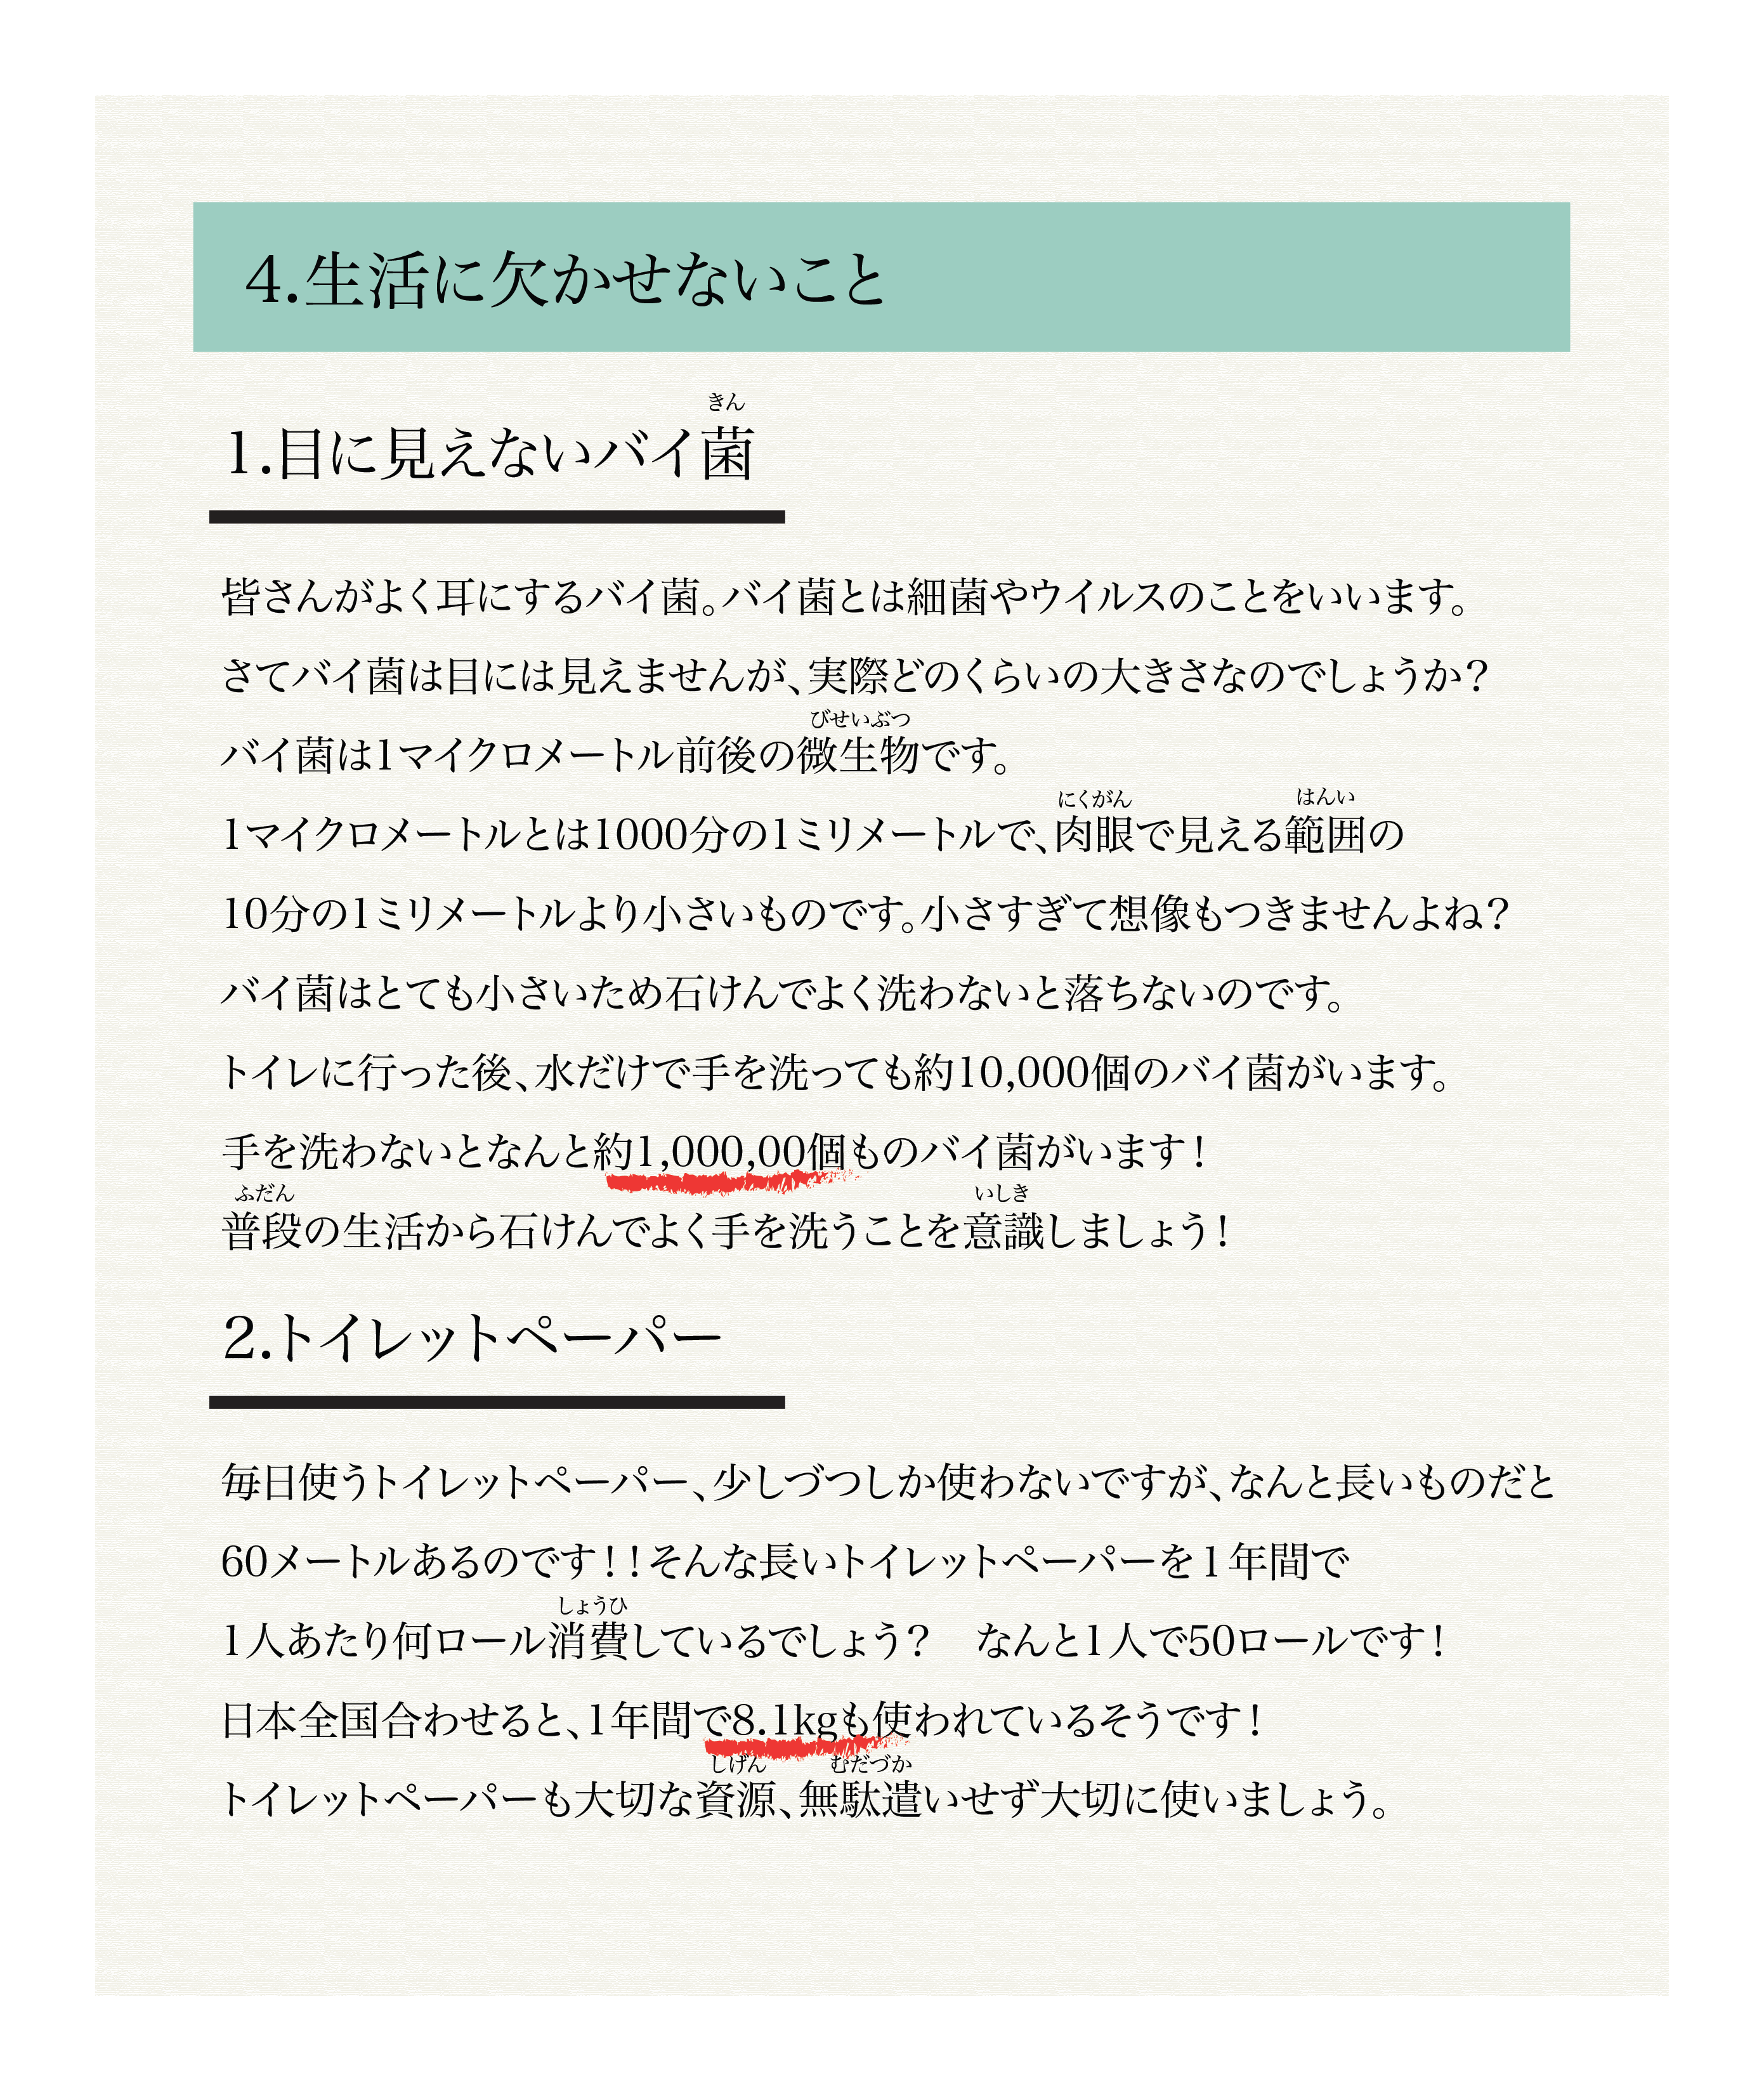 4.生活に欠かせないこと
きん
1.目に見えないバイ菌
皆さんがよく耳にするバイ菌。バイ菌とは細菌やウイルスのことをいいます。
さてバイ菌は目には見えませんが、実際どのくらいの大きさなのでしょうか？
びせいぶつ
バイ菌は1マイクロメートル前後の微生物です。
にくがん はんい
1マイクロメートルとは1000分の1ミリメートルで、肉眼で見える範囲の
10分の1ミリメートルより小さいものです。小さすぎて想像もつきませんよね？
バイ菌はとても小さいため石けんでよく洗わないと落ちないのです。
トイレに行った後、水だけで手を洗っても約10,000個のバイ菌がいます。
手を洗わないとなんと約1,000,00個ものバイ菌がいます！
ふだん いしき
普段の生活から石けんでよく手を洗うことを意識しましょう！
2.トイレットペーパー
毎日使うトイレットペーパー、少しづつしか使わないですが、なんと長いものだと
60メートルあるのです！！そんな長いトイレットペーパーを1年間で
しょうひ
1人あたり何ロール消費しているでしょう？　なんと1人で50ロールです！
日本全国合わせると、1年間で8.1kgも使われているそうです！
しげん むだづか
トイレットペーパーも大切な資源、無駄遣いせず大切に使いましょう。